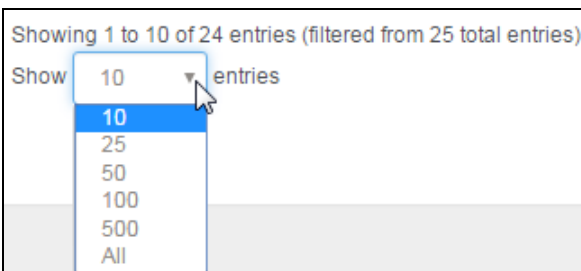 Showing 1 to 10 of 24 entries (filtered from 25 total entries)
Show 10 entries
10
25
50
100
500
All